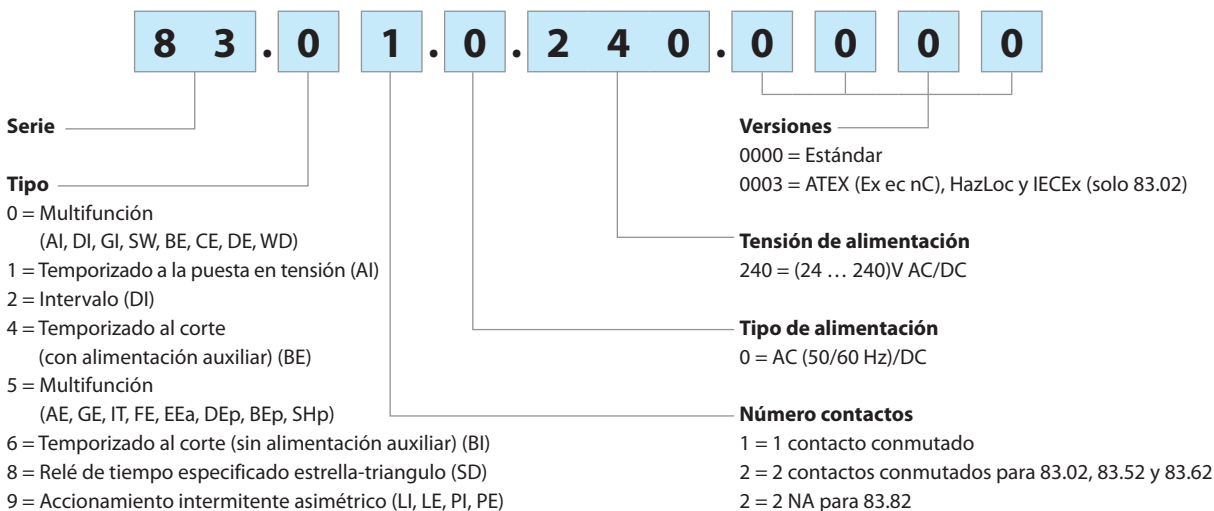 8 3 . 0 1 . 0 . 2 4 0 . 0 0 0 0
Serie
Tipo
0 = Multifunción
(AI, DI, GI, SW, BE, CE, DE, WD)
1 = Temporizado a la puesta en tensión (AI)
2 = Intervalo (DI)
4 = Temporizado al corte
(con alimentación auxiliar) (BE)
5 = Multifunción
(AE, GE, IT, FE, EEa, DEp, BEp, SHp)
6 = Temporizado al corte (sin alimentación auxiliar) (BI)
8 = Relé de tiempo especificado estrella-triangulo (SD)
9 = Accionamiento intermitente asimétrico (LI, LE, PI, PE)
Versiones
0000 = Estándar
0003 = ATEX (Ex ec nC), HazLoc y IECEx (solo 83.02)
Tensión de alimentación
240 = (24 … 240)V AC/DC
Tipo de alimentación
0 = AC (50/60 Hz)/DC
Número contactos
1 = 1 contacto conmutado
2 = 2 contactos conmutados para 83.02, 83.52 y 83.62
2 = 2 NA para 83.82